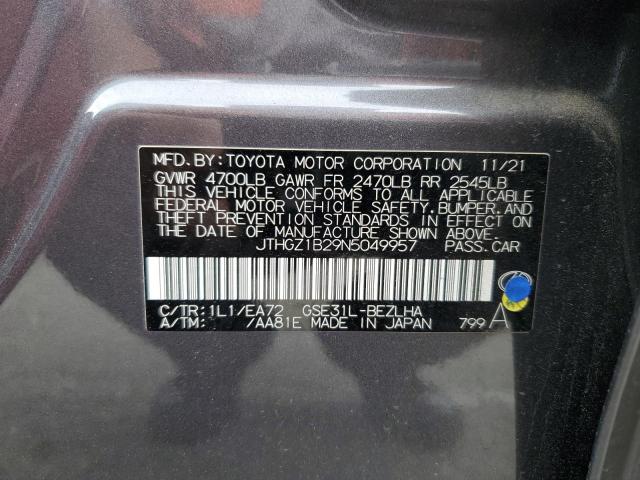 MFD. BY: TOYOTA MOTOR CORPORATION 11/21
GVWR 4700LB GAWR FR 2470LB RR 2545LB
THIS VEHICLE CONFORMS TO ALL APPLICABLE
FEDERAL MOTOR VEHICLE SAFETY, BUMPER, AND
THEFT PREVENTION STANDARDS IN EFFECT ON
THE DATE OF MANUFACTURE SHOWN ABOVE.
JTHGZ1B29N5049957 PASS. CAR
C/TR: 1L1/EA72 GSE31L-BEZLHA
A/TM: /AA81E MADE IN JAPAN 799 A